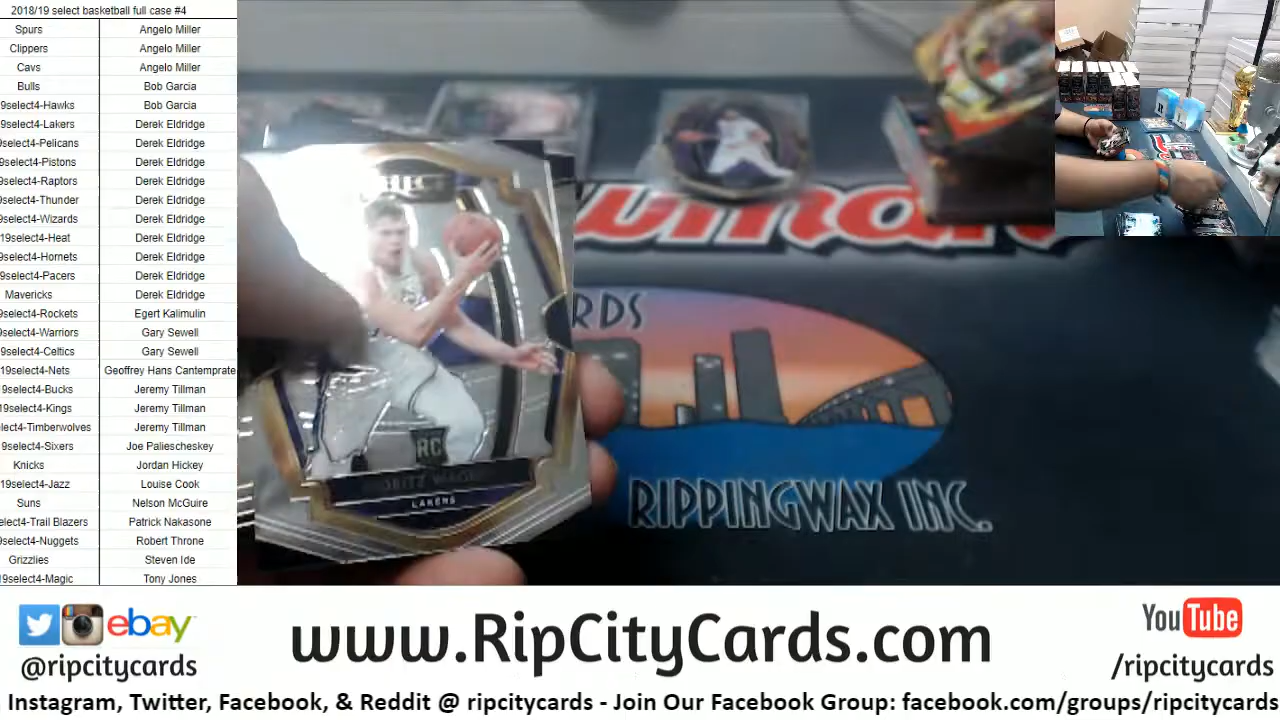 2018/19 select basketball full case #4
Spurs Angelo Miller
Clippers Angelo Miller
Cavs Angelo Miller
Bulls Bob Garcia
9select4-Hawks Bob Garcia
9select4-Lakers Derek Eldridge
9select4-Pelicans Derek Eldridge
9select4-Pistons Derek Eldridge
9select4-Raptors Derek Eldridge
9select4-Thunder Derek Eldridge
9select4-Wizards Derek Eldridge
19select4-Heat Derek Eldridge
9select4-Hornets Derek Eldridge
9select4-Pacers Derek Eldridge
Mavericks Derek Eldridge
9select4-Rockets Egert Kalimulin
9select4-Warriors Gary Sewell
9select4-Celtics Gary Sewell
19select4-Nets Geoffrey Hans Cantemprate
9select4-Bucks Jeremy Tillman
19select4-Kings Jeremy Tillman
lect4-Timberwolves Jeremy Tillman
9select4-Sixers Joe Paliescheskey
Knicks Jordan Hickey
19select4-Jazz Louise Cook
Suns Nelson McGuire
elect4-Trail Blazers Patrick Nakasone
9select4-Nuggets Robert Throne
Grizzlies Steven Ide
19select4-Magic Tony Jones
RC
LAKERS
RDS
RIPPINGWAX INC.
ebay
@ripcitycards
www.RipCityCards.com
YouTube
/ripcitycards
Instagram, Twitter, Facebook, & Reddit @ ripcitycards - Join Our Facebook Group: facebook.com/groups/ripcitycards